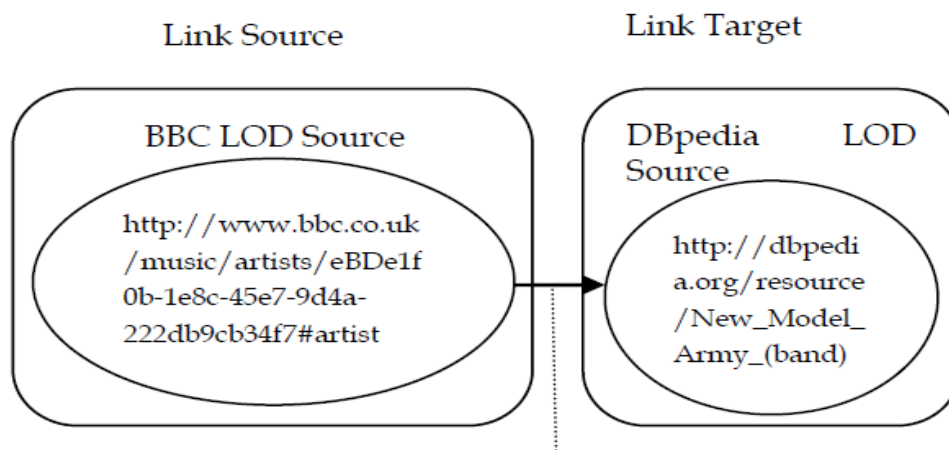 Link Source
Link Target
BBC LOD Source
http://www.bbc.co.uk
/music/artists/eBDe1f
0b-1e8c-45e7-9d4a-
222db9cb34f7#artist
DBpedia LOD
Source
http://dbpedi
a.org/resource
/New_Model_
Army_(band)